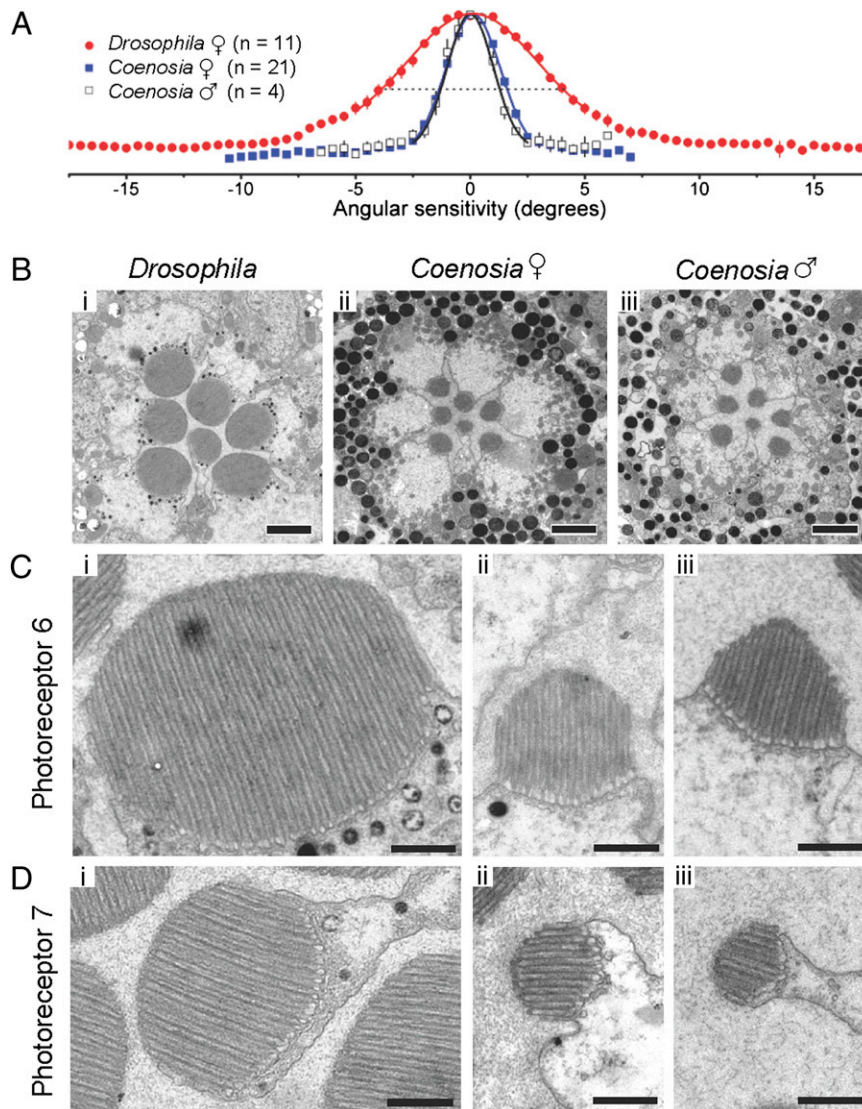 A
Drosophila ♀ (n = 11)
Coenosia ♀ (n = 21)
Coenosia ♂ (n = 4)
-15 -10 -5 0 5 10 15
Angular sensitivity (degrees)
B
Drosophila Coenosia ♀ Coenosia ♂
i ii iii
C
Photoreceptor 6
i ii iii
D
Photoreceptor 7
i ii iii